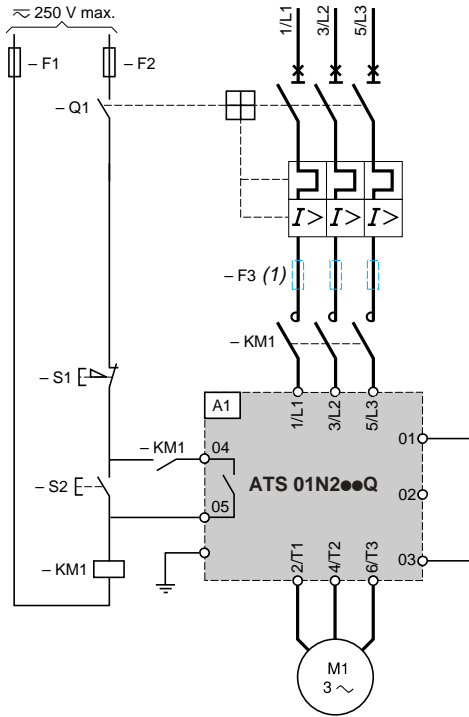 ⎓∼ 250 V max.
– F1
– F2
– Q1
1/L1
3/L2
5/L3
I >
I >
I >
– F3 (1)
– KM1
– S1
A1
1/L1
3/L2
5/L3
– KM1
04
01
ATS 01N2●●Q
– S2
05
02
– KM1
2/T1
4/T2
6/T3
03
M1
3 ∼